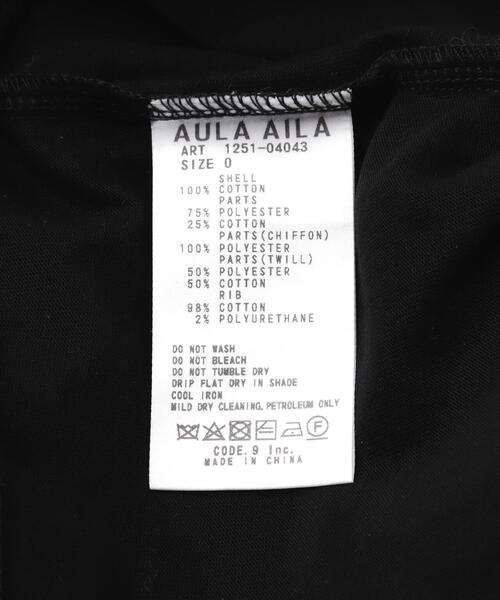 AULA AILA
ART 1251-04043
SIZE 0
SHELL
100% COTTON
PARTS
75% POLYESTER
25% COTTON
PARTS(CHIFFON)
100% POLYESTER
PARTS(TWILL)
50% POLYESTER
50% COTTON
RIB
98% COTTON
2% POLYURETHANE
DO NOT WASH
DO NOT BLEACH
DO NOT TUMBLE DRY
DRIP FLAT DRY IN SHADE
COOL IRON
MILD DRY CLEANING, PETROLEUM ONLY
F
CODE.9 Inc.
MADE IN CHINA